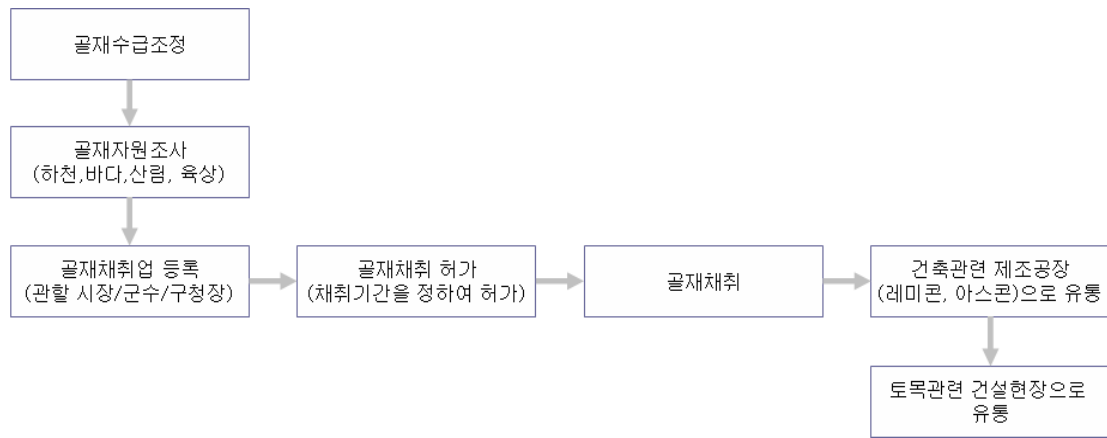 골재수급조정
골재자원조사
(하천,바다,산림, 육상)
골재채취업 등록
(관할 시장/군수/구청장)
골재채취 허가
(채취기간을 정하여 허가)
골재채취
건축관련 제조공장
(레미콘, 아스콘)으로 유통
토목관련 건설현장으로
유통